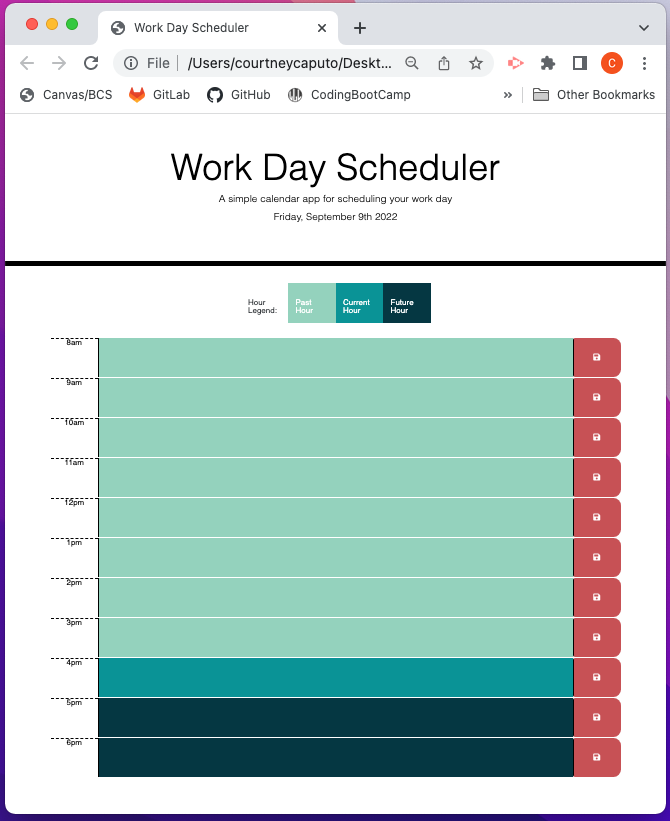 Work Day Scheduler
File /Users/courtneycaputo/Deskt... C
Canvas/BCS GitLab GitHub CodingBootCamp » Other Bookmarks
Work Day Scheduler
A simple calendar app for scheduling your work day
Friday, September 9th 2022
Hour
Legend:
Past
Hour
Current
Hour
Future
Hour
8am
9am
10am
11am
12pm
1pm
2pm
3pm
4pm
5pm
6pm